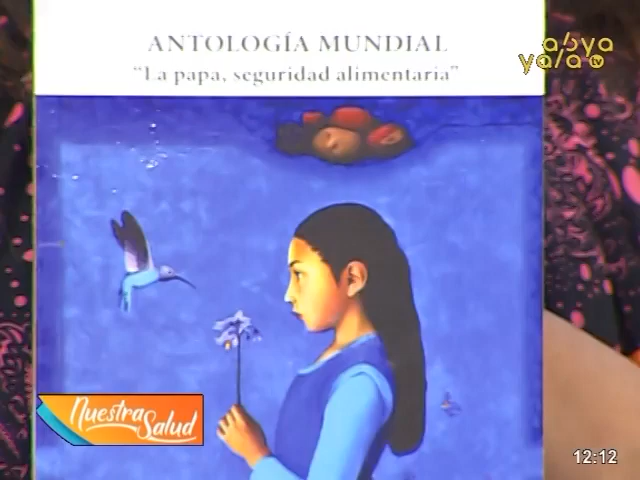 ANTOLOGÍA MUNDIAL
"La papa, seguridad alimentaria"
abya
yala tv
Nuestra
Salud
12:12